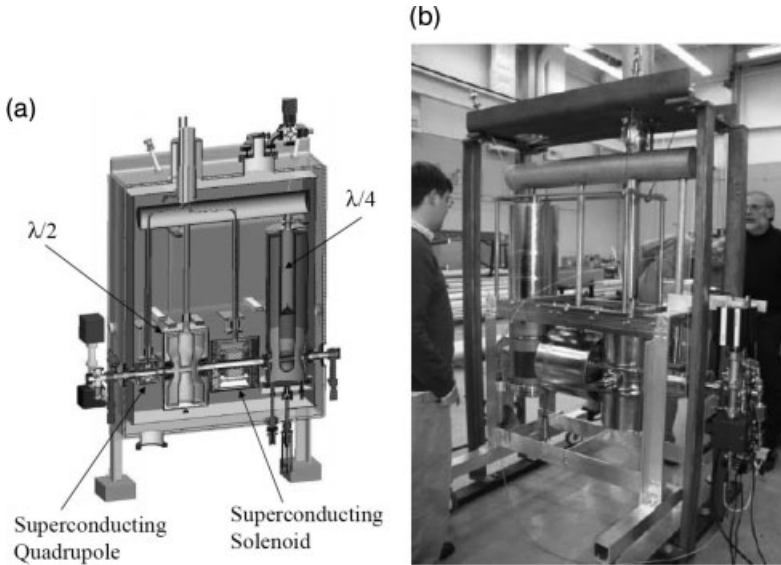 (a)
λ/2
λ/4
Superconducting
Quadrupole
Superconducting
Solenoid
(b)